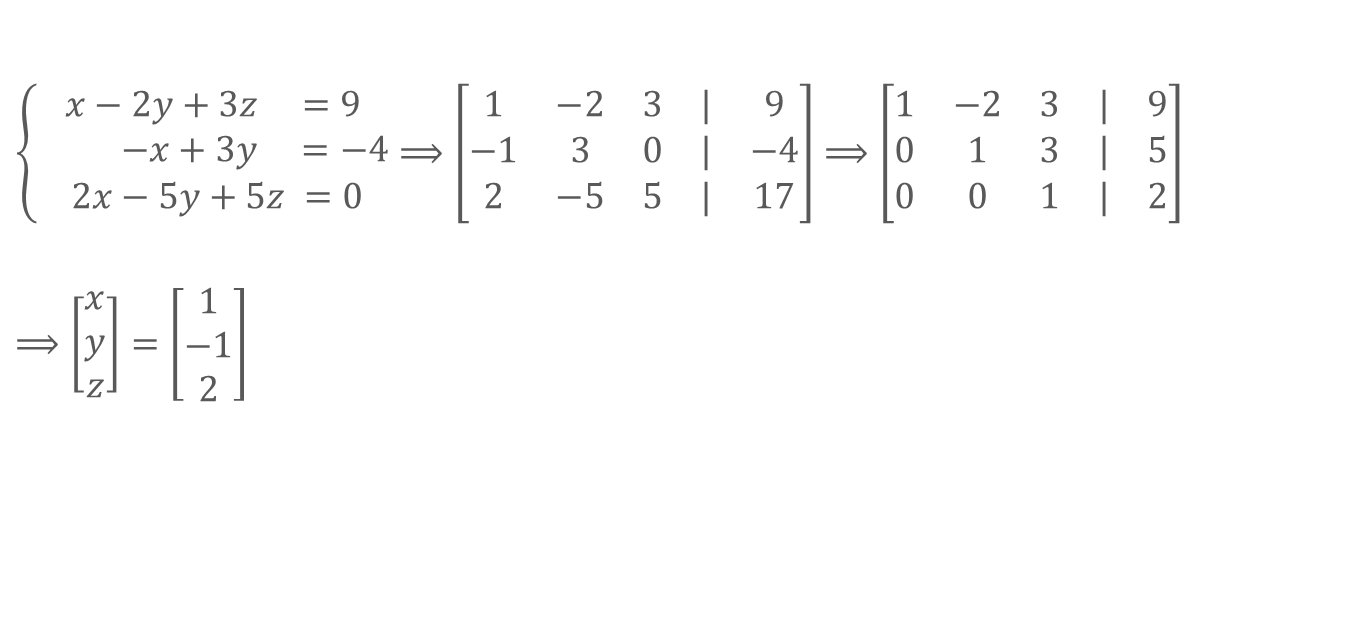 x − 2y + 3z = 9 ⟹ [1 −2 3 | 9] ⟹ [1 −2 3 | 9]
−x + 3y = −4 [−1 3 0 | −4] [0 1 3 | 5]
2x − 5y + 5z = 0 [2 −5 5 | 17] [0 0 1 | 2]
⟹ [x y z] = [1 −1 2]